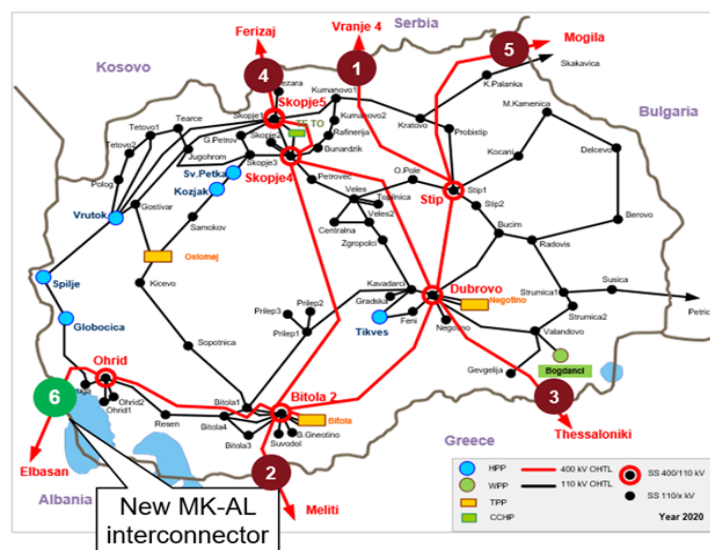 Serbia
Ferizaj
Vranje 4
Mogila
5
Kosovo
1
Skakavica
4
K.Palanka
Skopje5
Kumanovo1
Bulgaria
Skopje1
M.Kamenica
Tearce
TE TO
Kumanovo2
Tetovo1
G.Petrov
Skopje2
Rafinerija
Kratovo
Probistip
Tetovo2
Jugohrom
Skopje3
Bunardzik
Kocani
Delcevo
Sv.Petka
Skopje4
Petrovec
Polog
Kozjak
O.Pole
Stip1
Vrutok
Gostivar
Veles
Topilnica
Stip
Stip2
Samokov
Centralna
Veles2
Bucim
Berovo
Oslomej
Zgropolci
Radovis
Spilje
Kicevo
Kavadarci
Dubrovo
Strumica1
Susica
Prilep3
Prilep2
Gradska
Negotino
Petric
Globocica
Prilep1
Tikves
Feni
Negotino
Strumica2
Sopotnica
Valandovo
Ohrid
Gevgelija
Bogdanci
6
Ohrid2
Ohrid1
Resen
Bitola1
Bitola 2
3
Bitola4
Bitola
Bitola3
Suvodol
B.Gneotino
Thessaloniki
Elbasan
Greece
2
Albania
Meliti
New MK-AL
interconnector
HPP
400 kV OHTL
SS 400/110 kV
WPP
110 kV OHTL
TPP
SS 110/x kV
CCHP
Year 2020